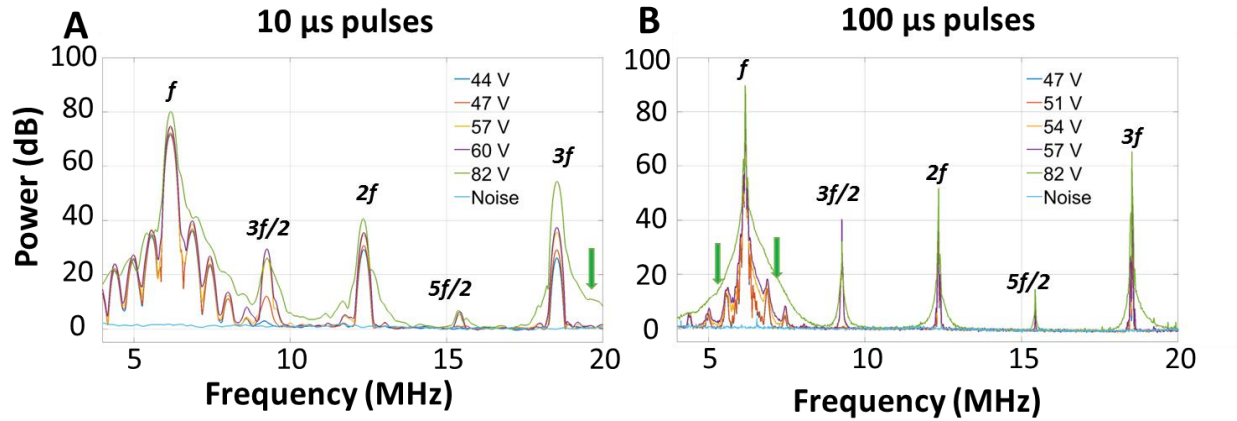 A
10 µs pulses
Power (dB)
100
80
60
40
20
0
f
3f/2
2f
5f/2
3f
44 V
47 V
57 V
60 V
82 V
Noise
5
10
15
20
Frequency (MHz)
B
100 µs pulses
100
80
60
40
20
0
f
3f/2
2f
5f/2
3f
47 V
51 V
54 V
57 V
82 V
Noise
5
10
15
20
Frequency (MHz)